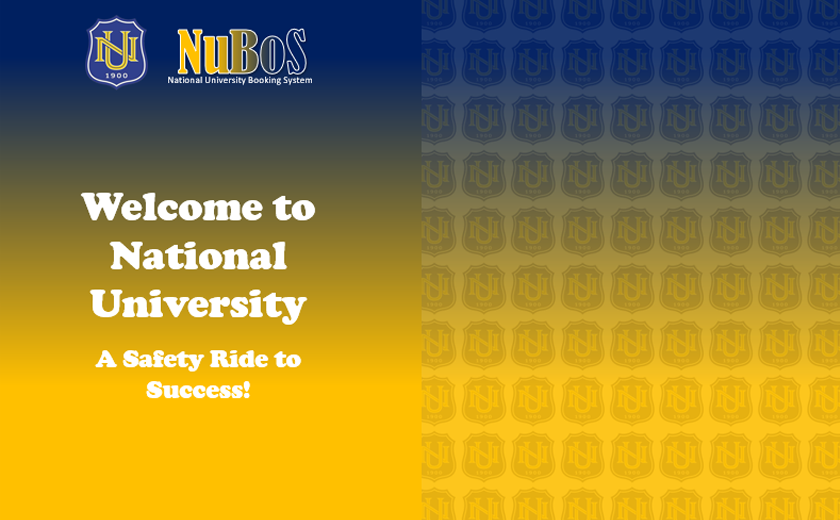 NU
1900
NuBoS
National University Booking System
Welcome to
National
University
A Safety Ride to
Success!